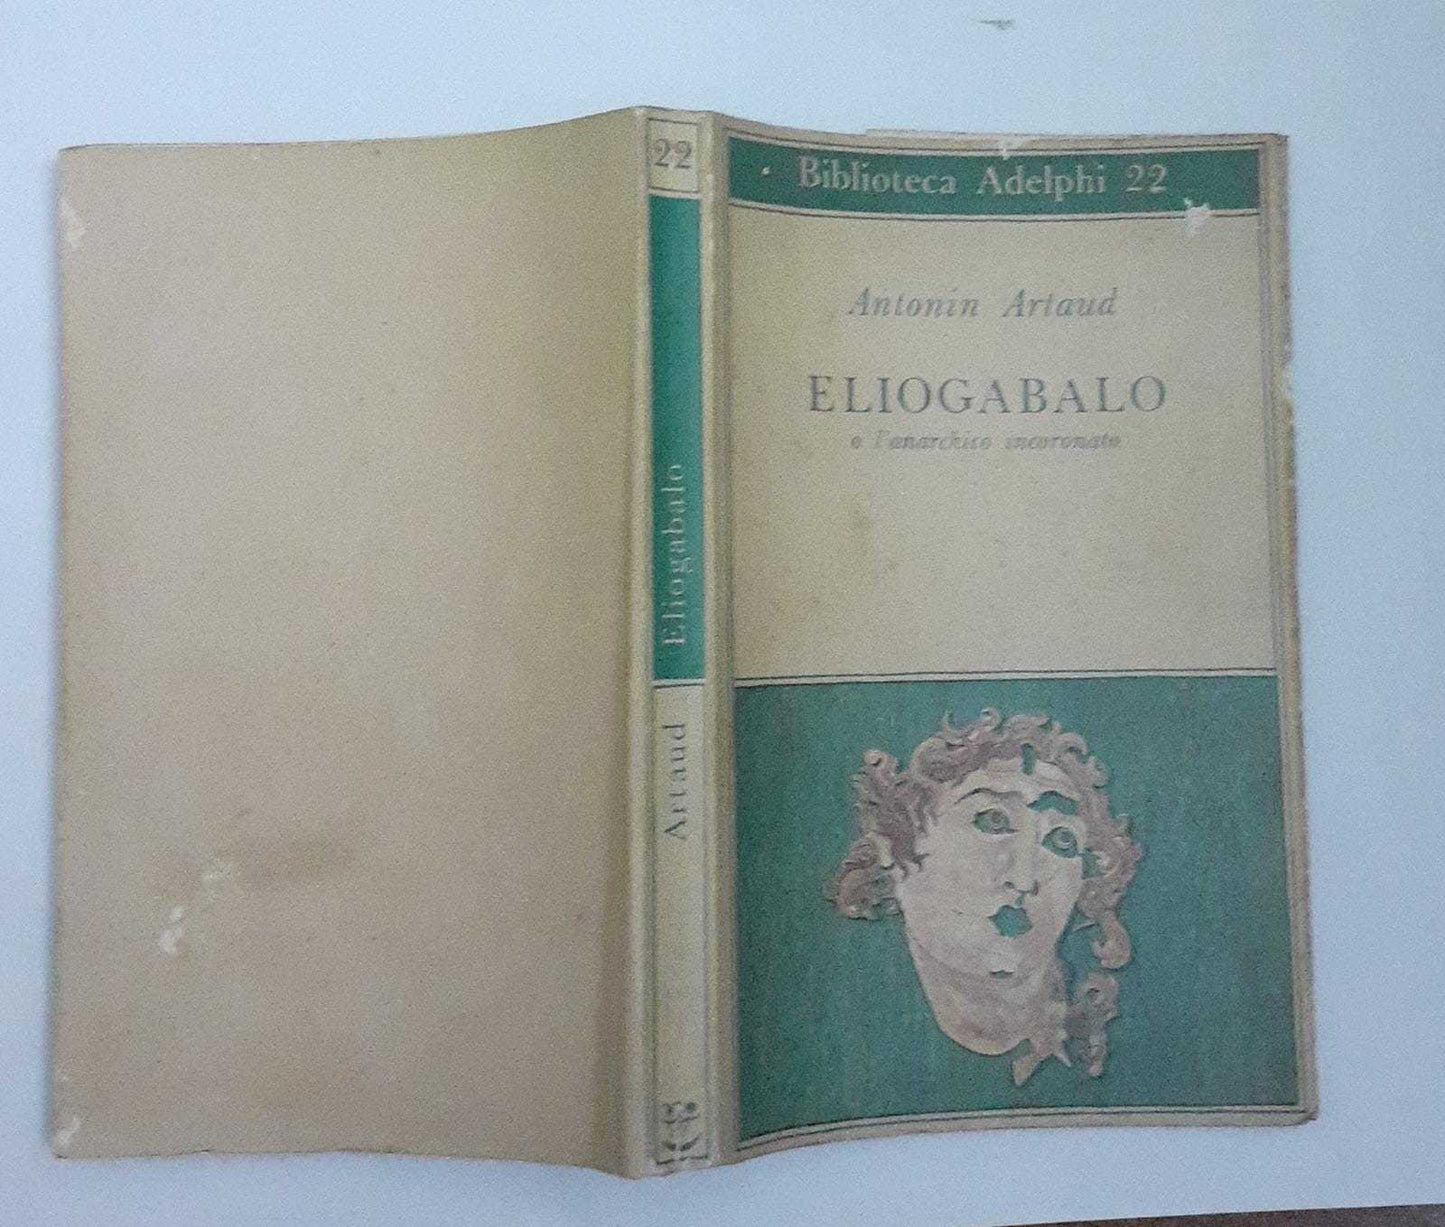 22
Eliogabalo
Artaud
Biblioteca Adelphi 22
Antonin Artaud
ELIOGABALO
o l'anarchico incoronato